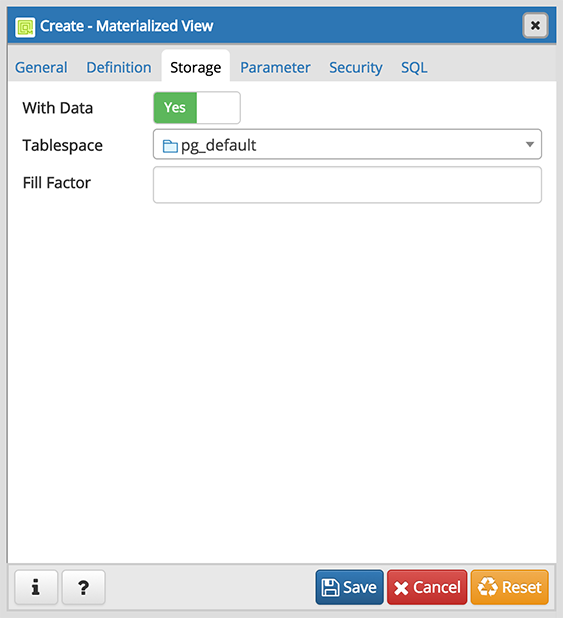 Create - Materialized View
General Definition Storage Parameter Security SQL
With Data Yes
Tablespace pg_default
Fill Factor
i ? Save Cancel Reset